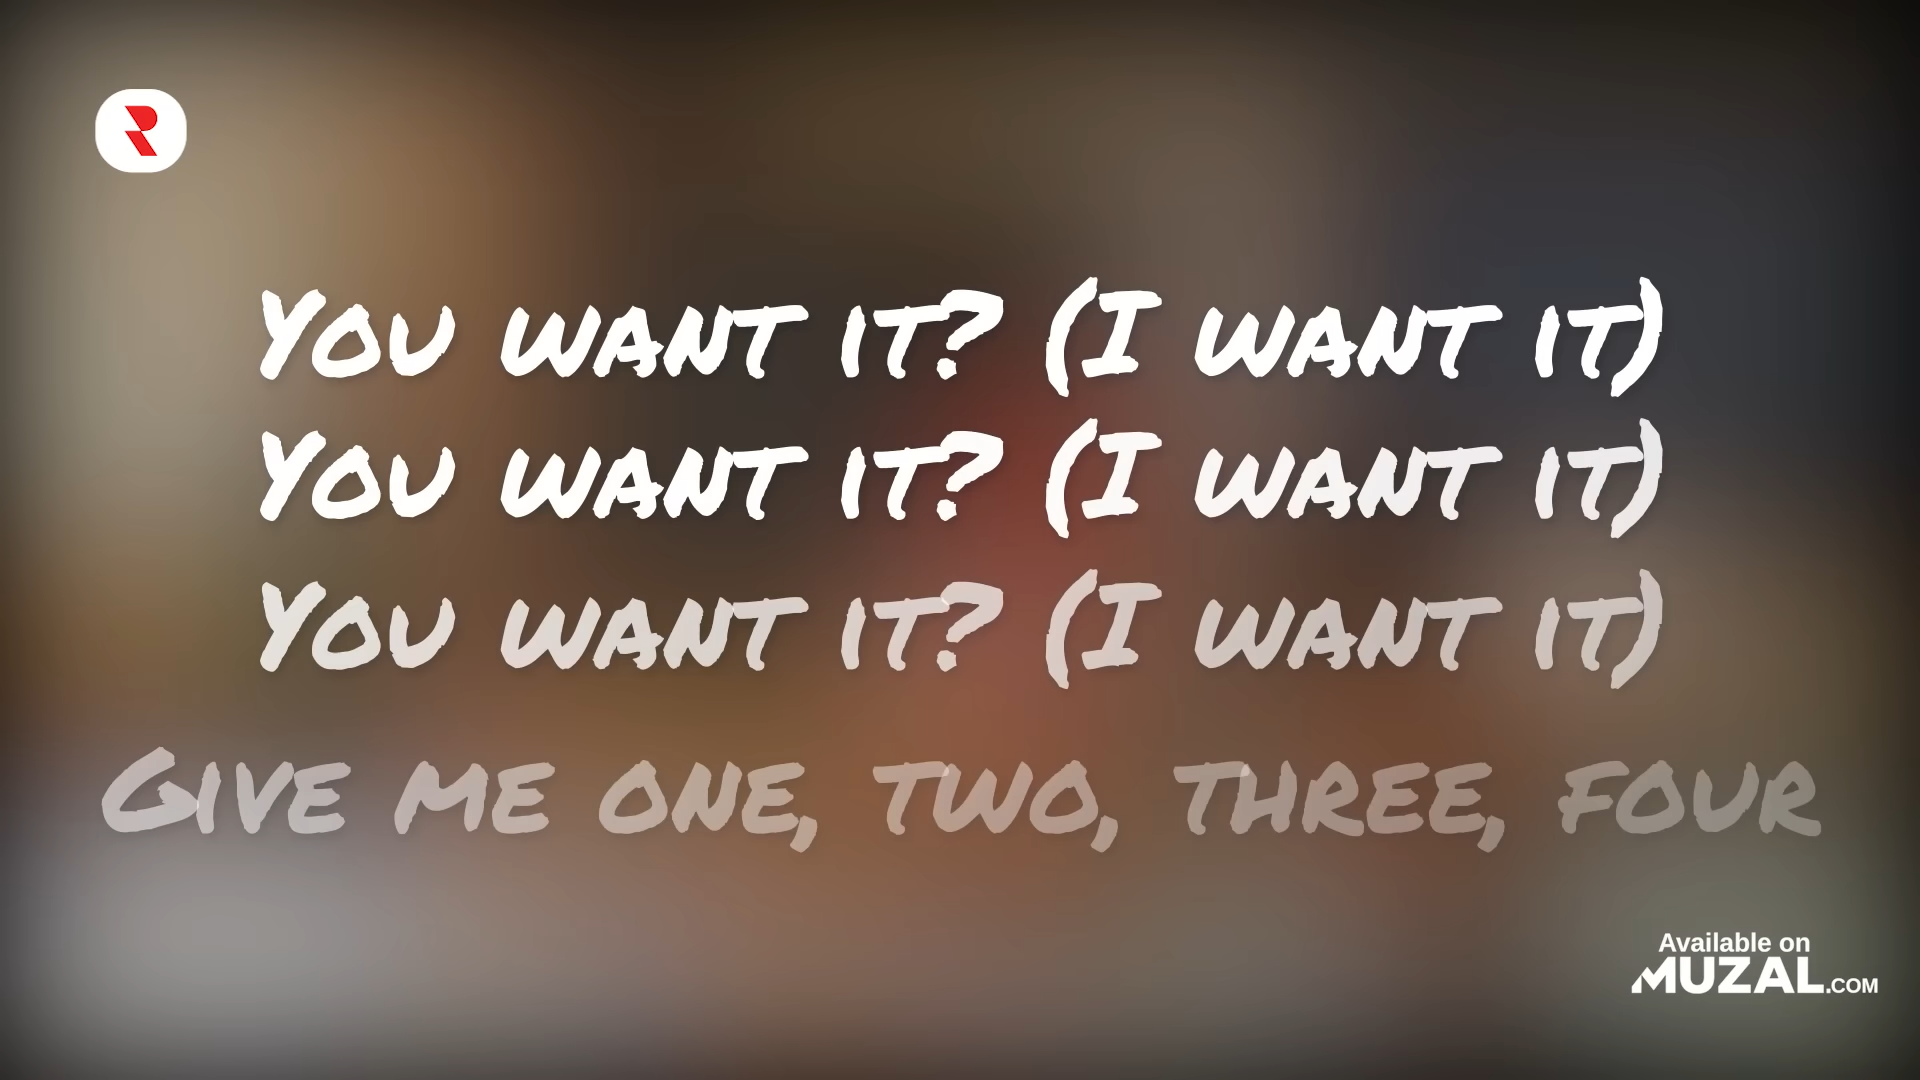 You want it? (I want it)
You want it? (I want it)
You want it? (I want it)
Give me one, two, three, four
Available on
MUZAL.COM